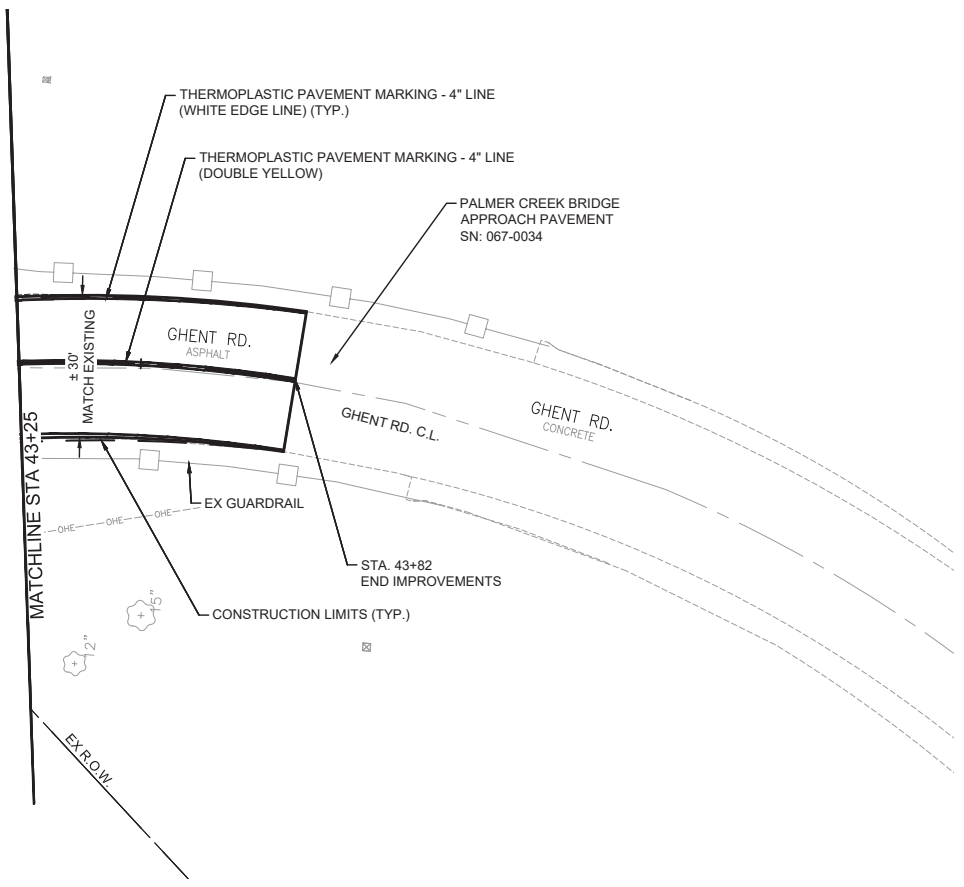 THERMOPLASTIC PAVEMENT MARKING - 4" LINE
(WHITE EDGE LINE) (TYP.)
THERMOPLASTIC PAVEMENT MARKING - 4" LINE
(DOUBLE YELLOW)
PALMER CREEK BRIDGE
APPROACH PAVEMENT
SN: 067-0034
GHENT RD.
ASPHALT
± 30'
MATCH EXISTING
GHENT RD. C.L.
GHENT RD.
CONCRETE
MATCHLINE STA 43+25
EX GUARDRAIL
OHE OHE OHE
STA. 43+82
END IMPROVEMENTS
CONSTRUCTION LIMITS (TYP.)
15"
12"
EX R.O.W.